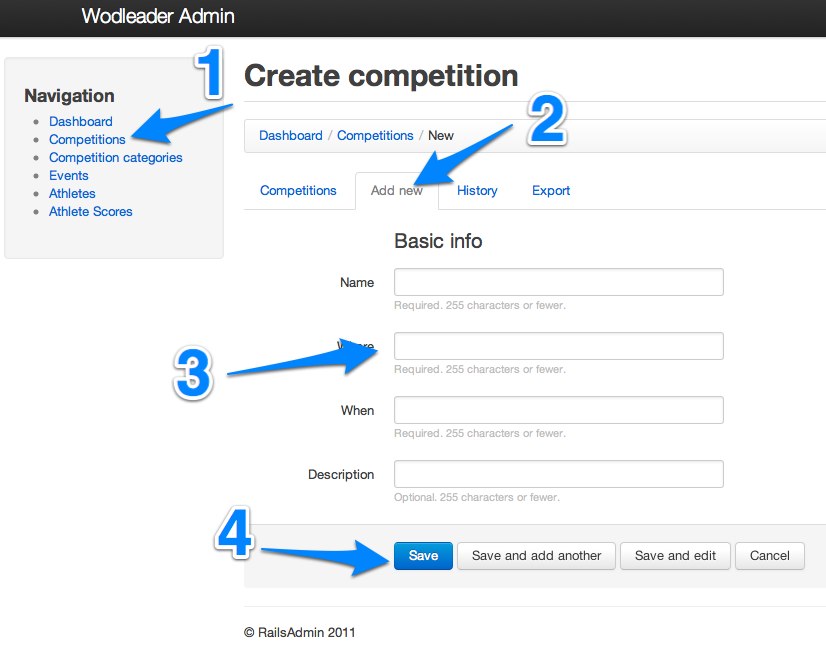 Wodleader Admin
1
Create competition
Navigation
Dashboard
Competitions
Competition categories
Events
Athletes
Athlete Scores
Dashboard / Competitions / New
2
Competitions Add new History Export
Basic info
Name
Required. 255 characters or fewer.
Where
Required. 255 characters or fewer.
3
When
Required. 255 characters or fewer.
Description
Optional. 255 characters or fewer.
4
Save Save and add another Save and edit Cancel
© RailsAdmin 2011